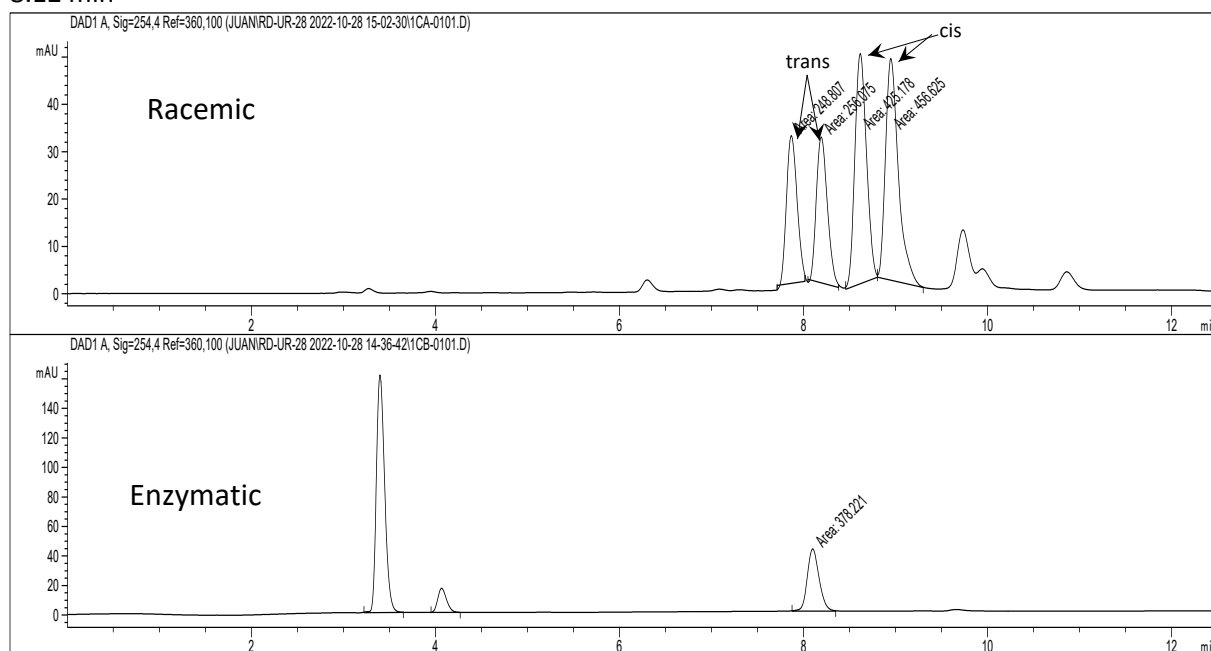 DAD1 A, Sig=254,4 Ref=360,100 (JUAN\RD-UR-28 2022-10-28 15-02-30\1CA-0101.D)
mAU
cis
trans
Racemic
Area: 248.807
Area: 256.075
Area: 425.178
Area: 456.625
40
30
20
10
0
2 4 6 8 10 12 mi
DAD1 A, Sig=254,4 Ref=360,100 (JUAN\RD-UR-28 2022-10-28 14-36-42\1CB-0101.D)
mAU
Enzymatic
Area: 378.221
140
120
100
80
60
40
20
0
2 4 6 8 10 12 mi